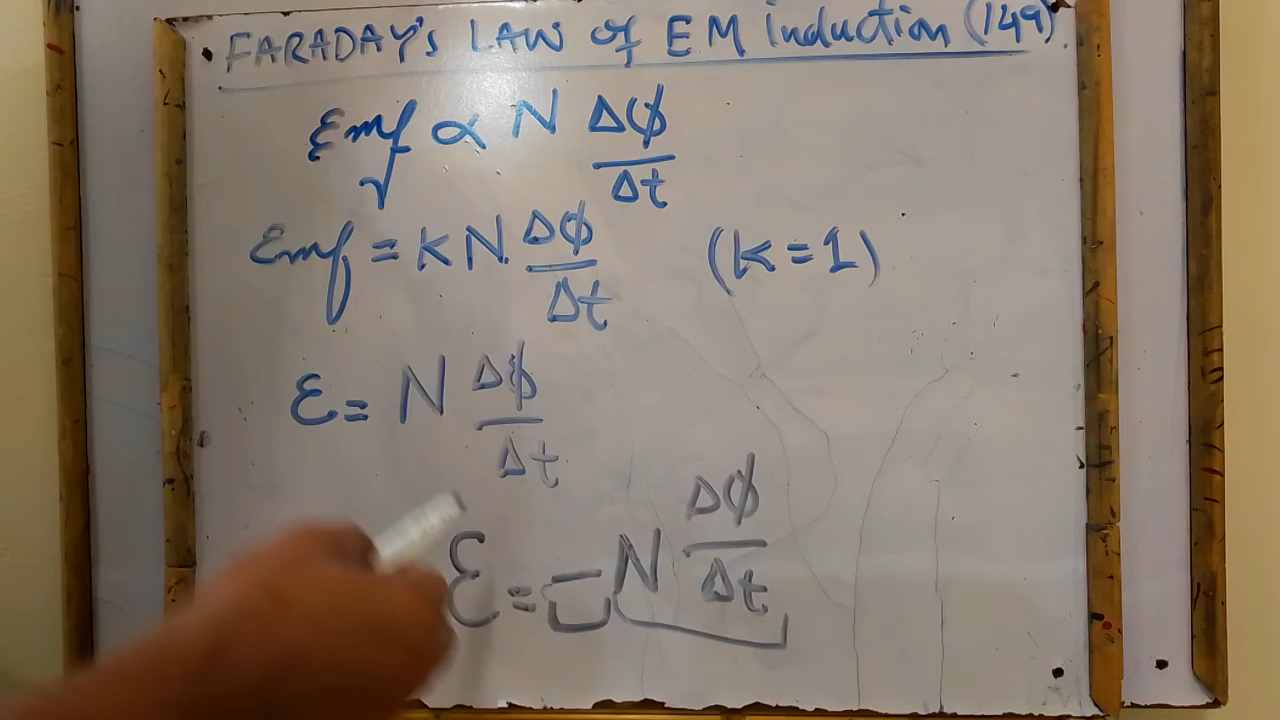 FARADAY's LAW of EM induction (149).
Emf ∝ N Δϕ/Δt
Emf = K N Δϕ/Δt (K = 1)
Ɛ = N Δϕ/Δt
Ɛ = - N Δϕ/Δt